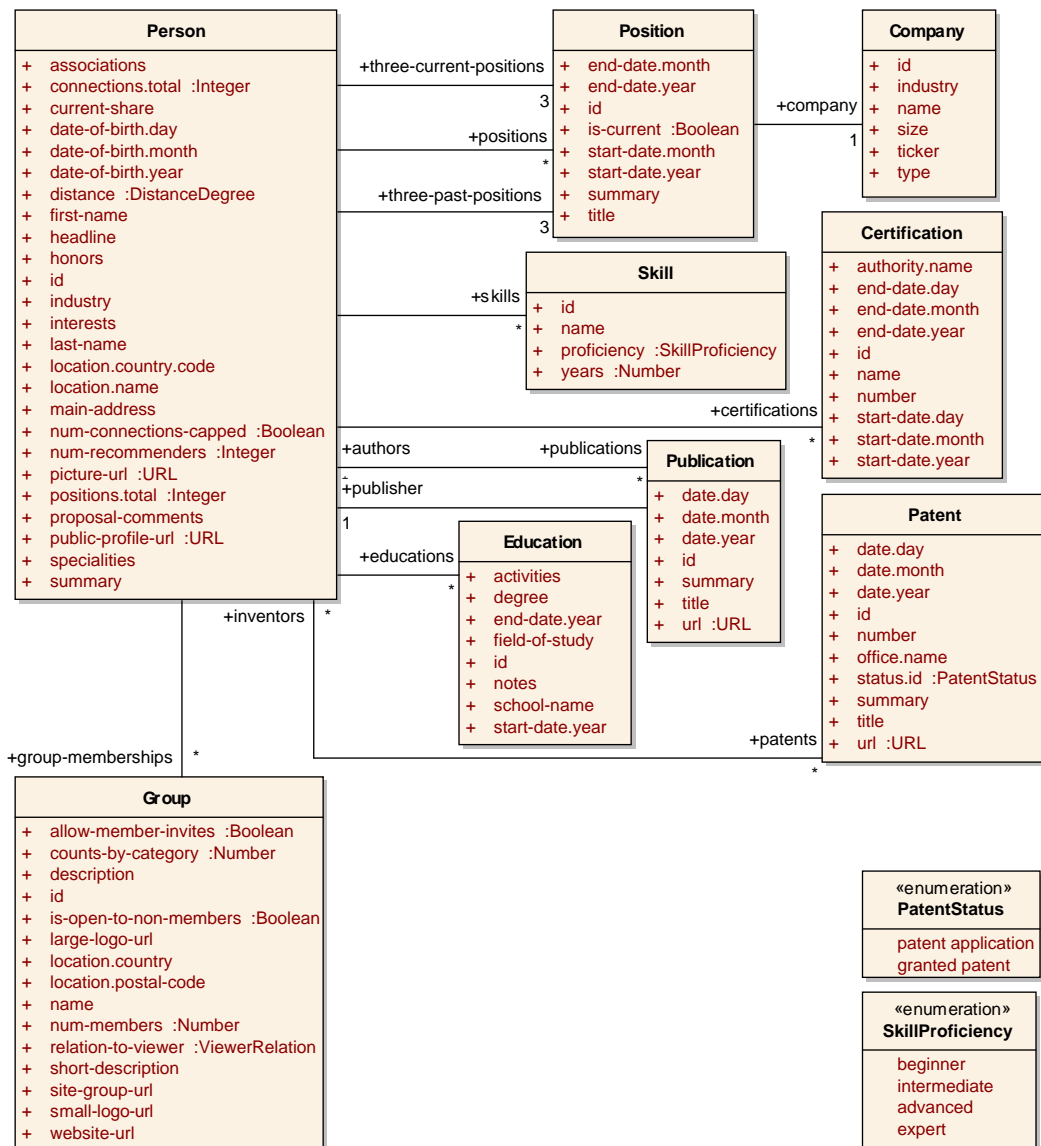 Person
+ associations
+ connections.total :Integer
+ current-share
+ date-of-birth.day
+ date-of-birth.month
+ date-of-birth.year
+ distance :DistanceDegree
+ first-name
+ headline
+ honors
+ id
+ industry
+ interests
+ last-name
+ location.country.code
+ location.name
+ main-address
+ num-connections-capped :Boolean
+ num-recommenders :Integer
+ picture-url :URL
+ positions.total :Integer
+ proposal-comments
+ public-profile-url :URL
+ specialities
+ summary
+three-current-positions
3
+positions
*
+three-past-positions
3
Position
+ end-date.month
+ end-date.year
+ id
+ is-current :Boolean
+ start-date.month
+ start-date.year
+ summary
+ title
+company
1
Company
+ id
+ industry
+ name
+ size
+ ticker
+ type
+skills
*
Skill
+ id
+ name
+ proficiency :SkillProficiency
+ years :Number
+certifications
*
Certification
+ authority.name
+ end-date.day
+ end-date.month
+ end-date.year
+ id
+ name
+ number
+ start-date.day
+ start-date.month
+ start-date.year
+authors
*
+publications
*
+publisher
1
Publication
+ date.day
+ date.month
+ date.year
+ id
+ summary
+ title
+ url :URL
+educations
*
Education
+ activities
+ degree
+ end-date.year
+ field-of-study
+ id
+ notes
+ school-name
+ start-date.year
+inventors
*
+patents
*
Patent
+ date.day
+ date.month
+ date.year
+ id
+ number
+ office.name
+ status.id :PatentStatus
+ summary
+ title
+ url :URL
+group-memberships
*
Group
+ allow-member-invites :Boolean
+ counts-by-category :Number
+ description
+ id
+ is-open-to-non-members :Boolean
+ large-logo-url
+ location.country
+ location.postal-code
+ name
+ num-members :Number
+ relation-to-viewer :ViewerRelation
+ short-description
+ site-group-url
+ small-logo-url
+ website-url
«enumeration»
PatentStatus
patent application
granted patent
«enumeration»
SkillProficiency
beginner
intermediate
advanced
expert